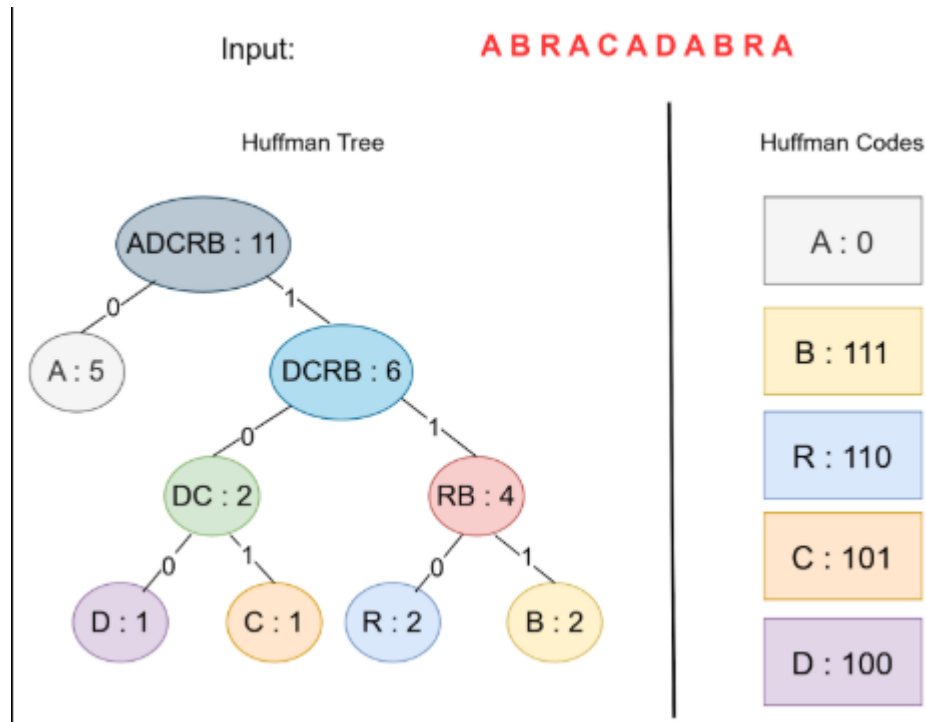 Input: A B R A C A D A B R A
Huffman Tree
Huffman Codes
ADCRB : 11
A : 0
0
1
A : 5
DCRB : 6
B : 111
0
1
R : 110
DC : 2
RB : 4
0
1
0
1
C : 101
D : 1
C : 1
R : 2
B : 2
D : 100